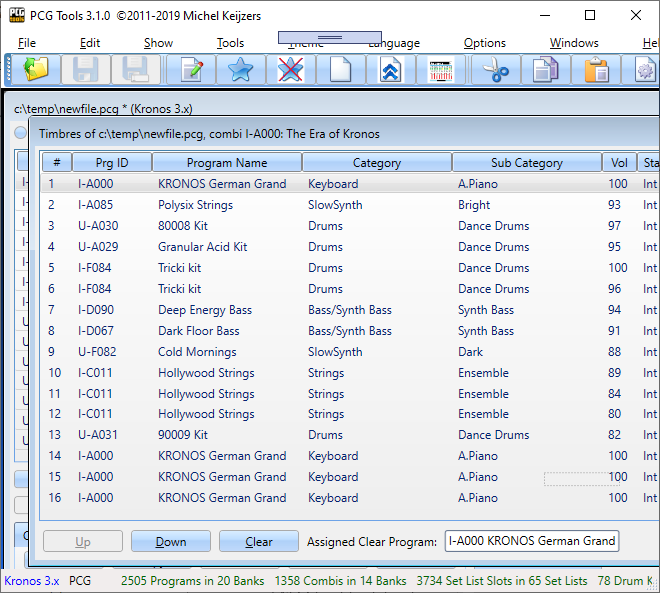 PCG Tools 3.1.0 ©2011-2019 Michel Keijzers
File Edit Show Tools Theme Language Options Windows
c:\temp\newfile.pcg * (Kronos 3.x)
Timbres of c:\temp\newfile.pcg, combi I-A000: The Era of Kronos
# Prg ID Program Name Category Sub Category Vol Sta
1 I-A000 KRONOS German Grand Keyboard A.Piano 100 Int
2 I-A085 Polysix Strings SlowSynth Bright 93 Int
3 U-A030 80008 Kit Drums Dance Drums 97 Int
4 U-A029 Granular Acid Kit Drums Dance Drums 95 Int
5 I-F084 Tricki kit Drums Dance Drums 100 Int
6 I-F084 Tricki kit Drums Dance Drums 96 Int
7 I-D090 Deep Energy Bass Bass/Synth Bass Synth Bass 94 Int
8 I-D067 Dark Floor Bass Bass/Synth Bass Synth Bass 91 Int
9 U-F082 Cold Mornings SlowSynth Dark 88 Int
10 I-C011 Hollywood Strings Strings Ensemble 89 Int
11 I-C011 Hollywood Strings Strings Ensemble 84 Int
12 I-C011 Hollywood Strings Strings Ensemble 80 Int
13 U-A031 90009 Kit Drums Dance Drums 82 Int
14 I-A000 KRONOS German Grand Keyboard A.Piano 100 Int
15 I-A000 KRONOS German Grand Keyboard A.Piano 100 Int
16 I-A000 KRONOS German Grand Keyboard A.Piano 100 Int
Up Down Clear Assigned Clear Program: I-A000 KRONOS German Grand
Kronos 3.x PCG 2505 Programs in 20 Banks 1358 Combis in 14 Banks 3734 Set List Slots in 65 Set Lists 78 Drum K